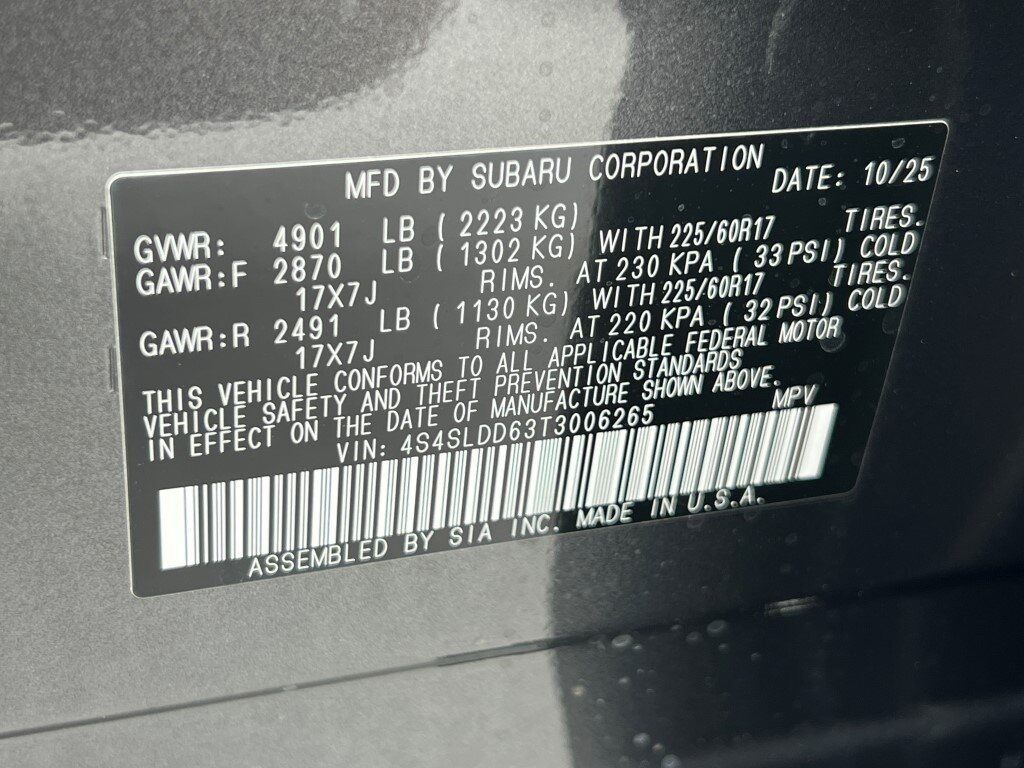 MFD BY SUBARU CORPORATION DATE: 10/25
GVWR: 4901 LB ( 2223 KG)
GAWR:F 2870 LB ( 1302 KG) WITH 225/60R17 TIRES.
17X7J RIMS. AT 230 KPA ( 33 PSI) COLD
GAWR:R 2491 LB ( 1130 KG) WITH 225/60R17 TIRES.
17X7J RIMS. AT 220 KPA ( 32 PSI) COLD
THIS VEHICLE CONFORMS TO ALL APPLICABLE FEDERAL MOTOR
VEHICLE SAFETY AND THEFT PREVENTION STANDARDS
IN EFFECT ON THE DATE OF MANUFACTURE SHOWN ABOVE.
VIN: 4S4SLDD63T3006265 MPV
ASSEMBLED BY SIA INC. MADE IN U.S.A.